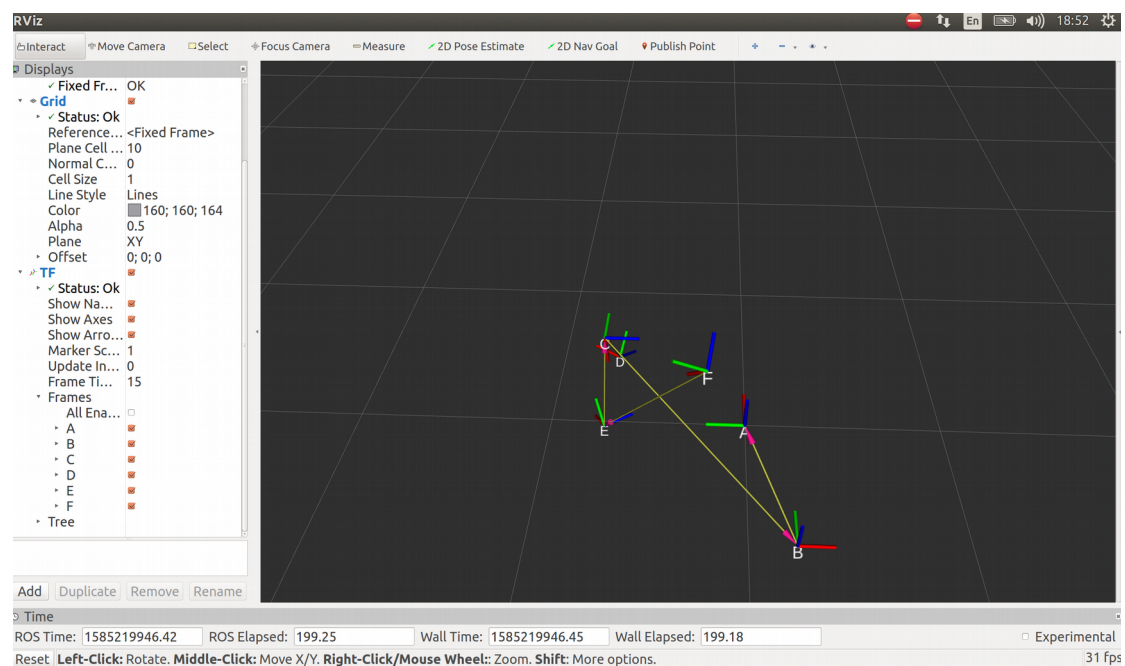 RViz En 18:52
Interact Move Camera Select Focus Camera Measure 2D Pose Estimate 2D Nav Goal Publish Point
Displays
Fixed Fr... OK
Grid
Status: Ok
Reference... <Fixed Frame>
Plane Cell ... 10
Normal C... 0
Cell Size 1
Line Style Lines
Color 160; 160; 164
Alpha 0.5
Plane XY
Offset 0; 0; 0
TF
Status: Ok
Show Na...
Show Axes
Show Arro...
Marker Sc... 1
Update In... 0
Frame Ti... 15
Frames
All Ena...
A
B
C
D
E
F
Tree
C
D
F
E
A
B
Add Duplicate Remove Rename
Time
ROS Time: 1585219946.42 ROS Elapsed: 199.25 Wall Time: 1585219946.45 Wall Elapsed: 199.18 Experimental
Reset Left-Click: Rotate. Middle-Click: Move X/Y. Right-Click/Mouse Wheel:: Zoom. Shift: More options. 31 fps